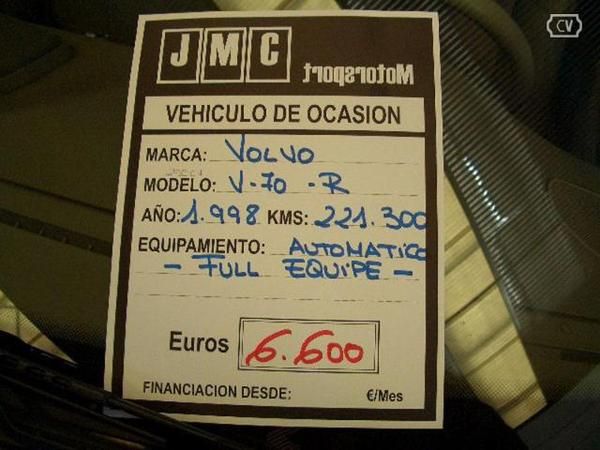 JMC Motorsport
VEHICULO DE OCASION
MARCA: VOLVO
MODELO: V-70 -R
AÑO: 1.998 KMS: 221.300
EQUIPAMIENTO: AUTOMATICO
- FULL EQUIPE -
Euros 6.600
FINANCIACION DESDE: €/Mes
CV